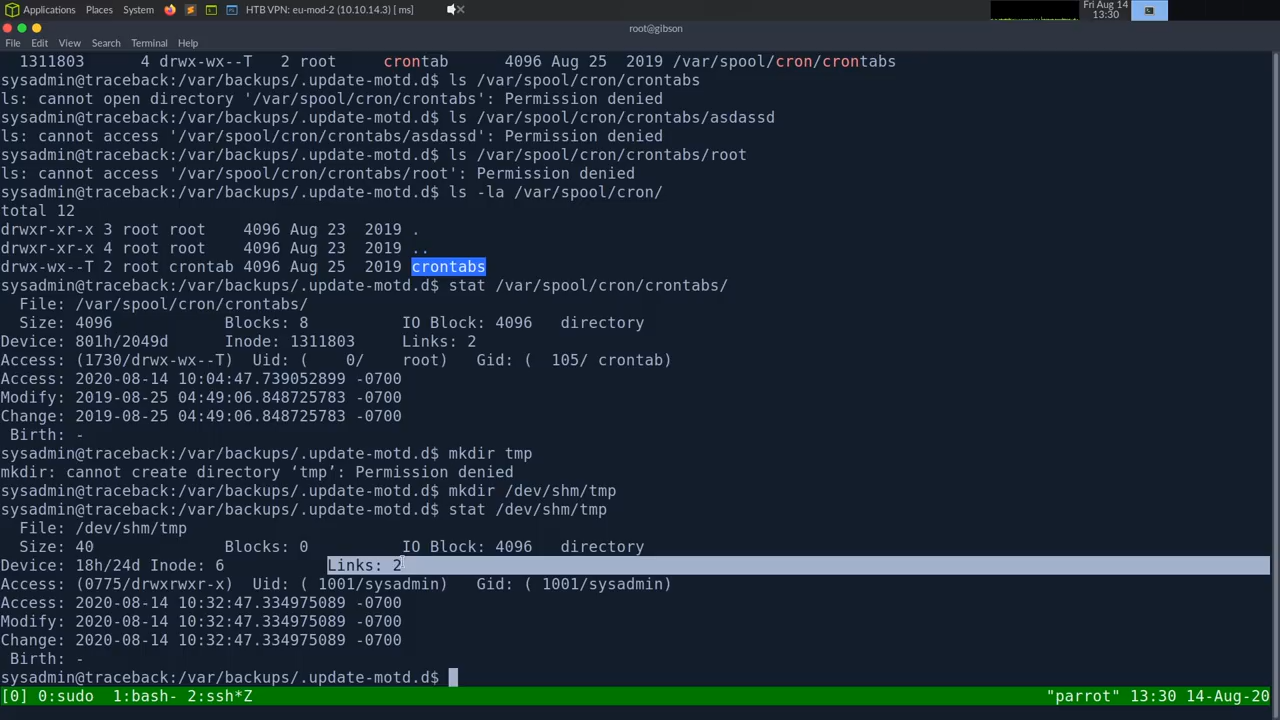 Applications Places System HTB VPN: eu-mod-2 (10.10.14.3) [ms] Fri Aug 14
13:30
root@gibson
File Edit View Search Terminal Help
1311803 4 drwx-wx--T 2 root crontab 4096 Aug 25 2019 /var/spool/cron/crontabs
sysadmin@traceback:/var/backups/.update-motd.d$ ls /var/spool/cron/crontabs
ls: cannot open directory '/var/spool/cron/crontabs': Permission denied
sysadmin@traceback:/var/backups/.update-motd.d$ ls /var/spool/cron/crontabs/asdassd
ls: cannot access '/var/spool/cron/crontabs/asdassd': Permission denied
sysadmin@traceback:/var/backups/.update-motd.d$ ls /var/spool/cron/crontabs/root
ls: cannot access '/var/spool/cron/crontabs/root': Permission denied
sysadmin@traceback:/var/backups/.update-motd.d$ ls -la /var/spool/cron/
total 12
drwxr-xr-x 3 root root 4096 Aug 23 2019 .
drwxr-xr-x 4 root root 4096 Aug 23 2019 ..
drwx-wx--T 2 root crontab 4096 Aug 25 2019 crontabs
sysadmin@traceback:/var/backups/.update-motd.d$ stat /var/spool/cron/crontabs/
File: /var/spool/cron/crontabs/
Size: 4096 Blocks: 8 IO Block: 4096 directory
Device: 801h/2049d Inode: 1311803 Links: 2
Access: (1730/drwx-wx--T) Uid: ( 0/ root) Gid: ( 105/ crontab)
Access: 2020-08-14 10:04:47.739052899 -0700
Modify: 2019-08-25 04:49:06.848725783 -0700
Change: 2019-08-25 04:49:06.848725783 -0700
Birth: -
sysadmin@traceback:/var/backups/.update-motd.d$ mkdir tmp
mkdir: cannot create directory ‘tmp’: Permission denied
sysadmin@traceback:/var/backups/.update-motd.d$ mkdir /dev/shm/tmp
sysadmin@traceback:/var/backups/.update-motd.d$ stat /dev/shm/tmp
File: /dev/shm/tmp
Size: 40 Blocks: 0 IO Block: 4096 directory
Device: 18h/24d Inode: 6 Links: 2
Access: (0775/drwxrwxr-x) Uid: ( 1001/sysadmin) Gid: ( 1001/sysadmin)
Access: 2020-08-14 10:32:47.334975089 -0700
Modify: 2020-08-14 10:32:47.334975089 -0700
Change: 2020-08-14 10:32:47.334975089 -0700
Birth: -
sysadmin@traceback:/var/backups/.update-motd.d$
[0] 0:sudo 1:bash- 2:ssh*Z "parrot" 13:30 14-Aug-20